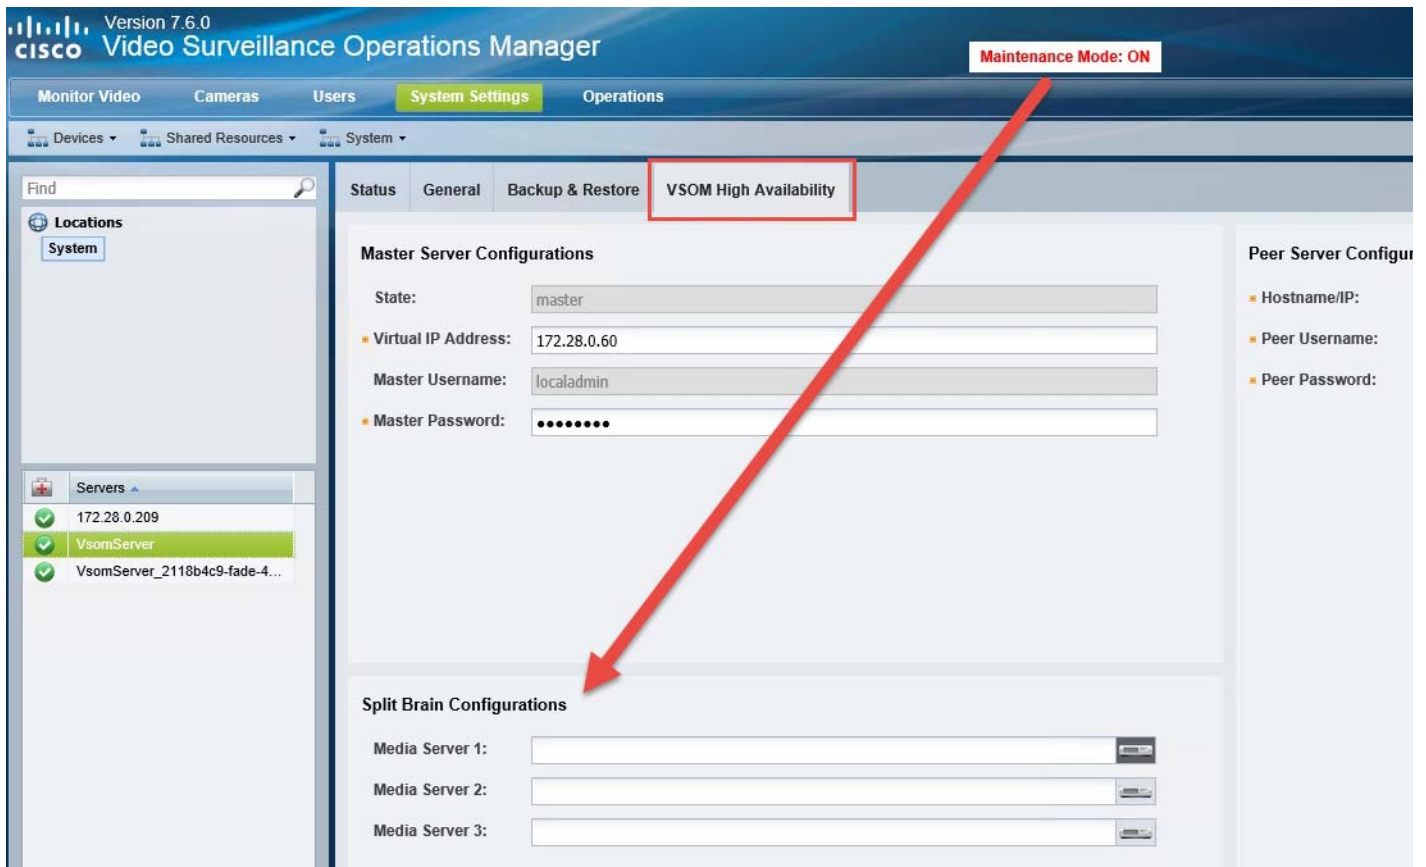 Version 7.6.0
CISCO Video Surveillance Operations Manager
Maintenance Mode: ON
Monitor Video Cameras Users System Settings Operations
Devices Shared Resources System
Find
Locations
System
Servers
172.28.0.209
VsomServer
VsomServer_2118b4c9-fade-4...
Status General Backup & Restore VSOM High Availability
Master Server Configurations
State: master
* Virtual IP Address: 172.28.0.60
Master Username: localadmin
* Master Password: ••••••••
Split Brain Configurations
Media Server 1:
Media Server 2:
Media Server 3:
Peer Server Configur
* Hostname/IP:
* Peer Username:
* Peer Password: